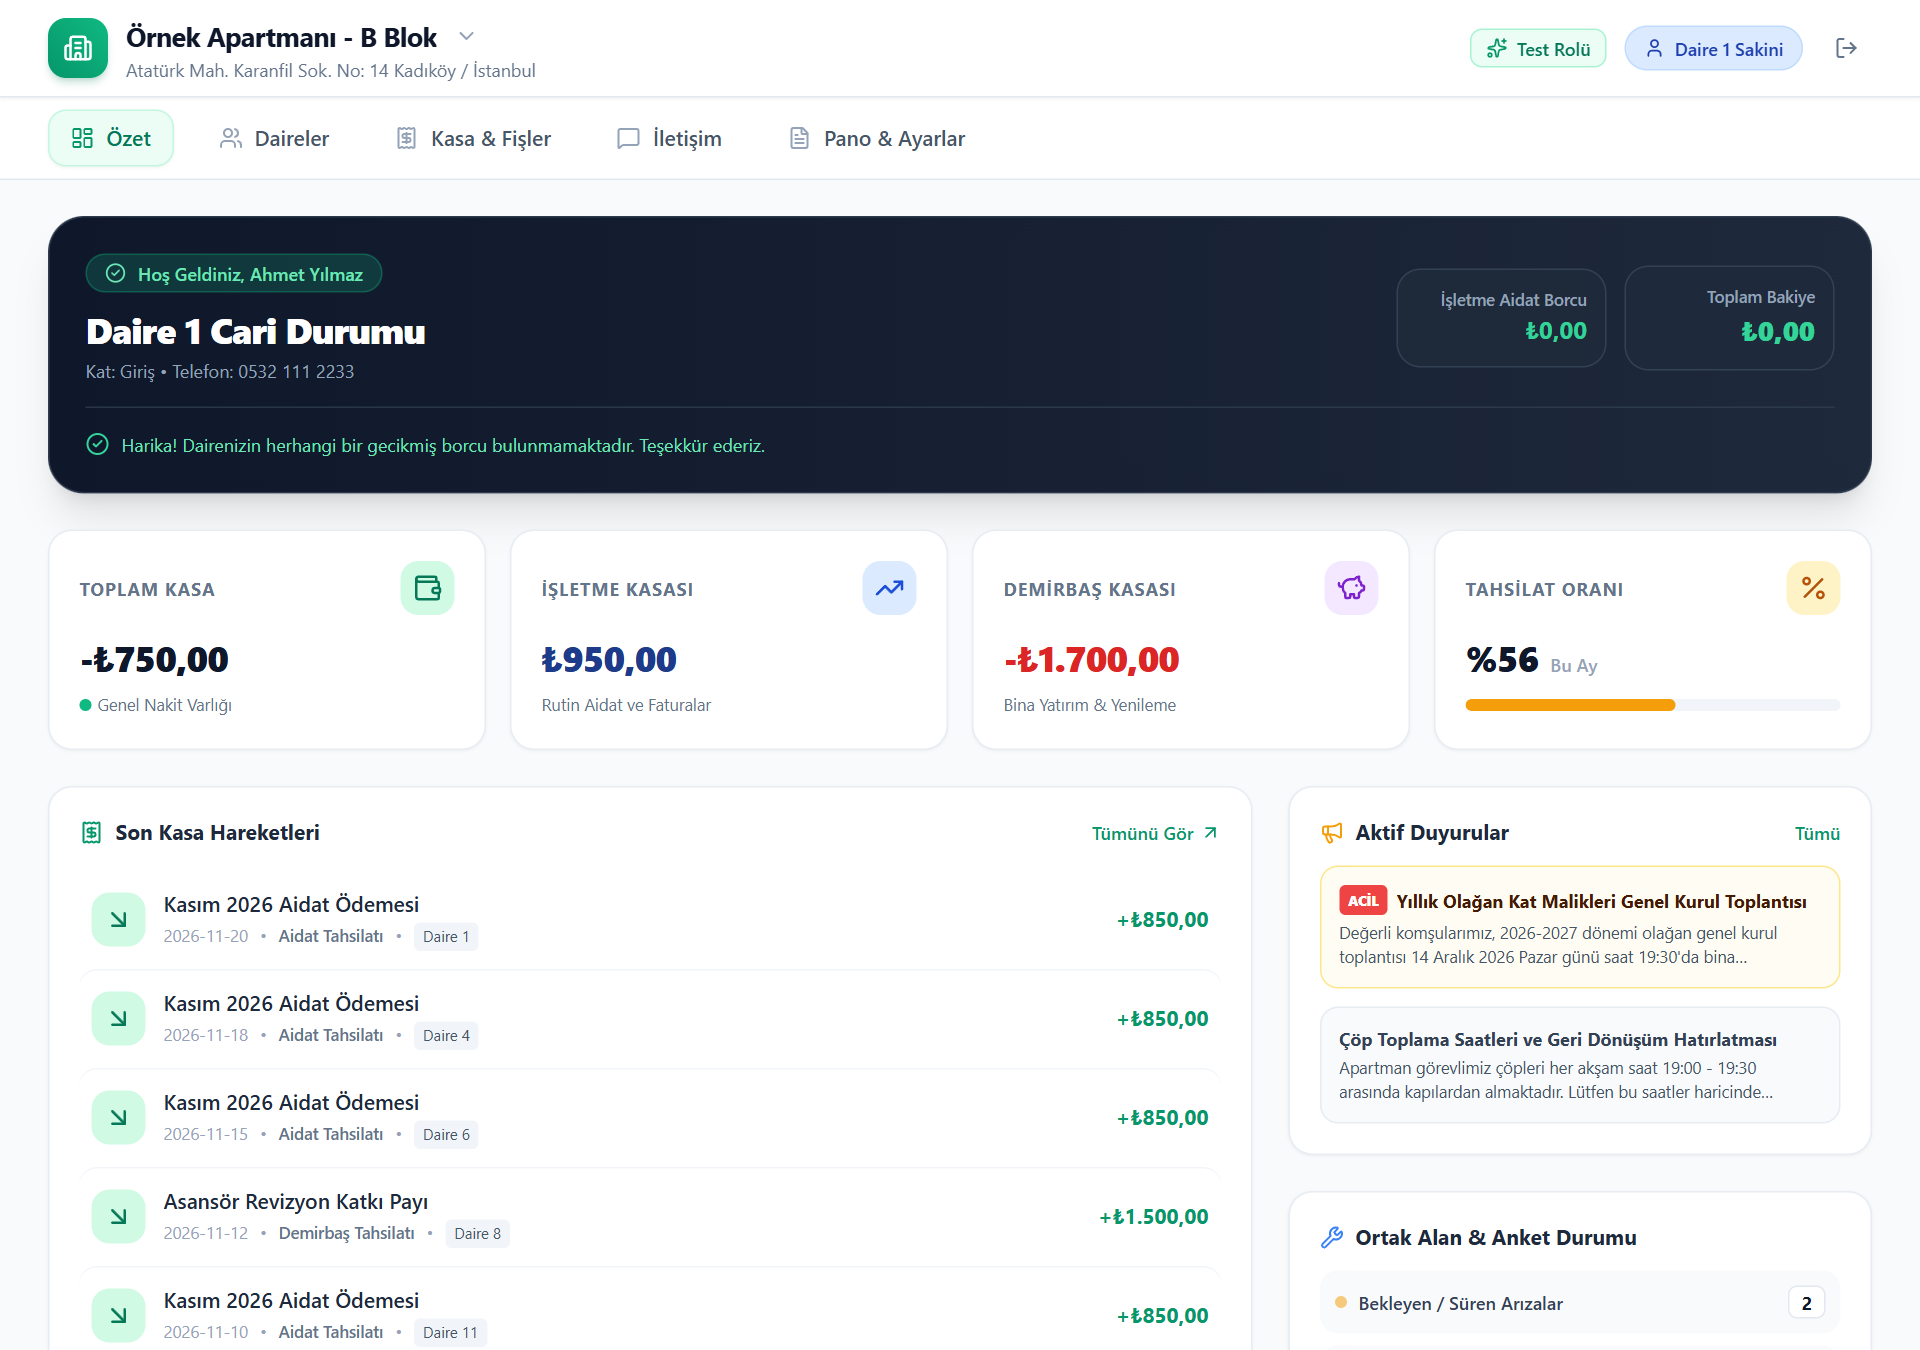 Örnek Apartmanı - B Blok
Atatürk Mah. Karanfil Sok. No: 14 Kadıköy / İstanbul
Test Rolü
Daire 1 Sakini
Özet
Daireler
Kasa & Fişler
İletişim
Pano & Ayarlar
Hoş Geldiniz, Ahmet Yılmaz
Daire 1 Cari Durumu
Kat: Giriş • Telefon: 0532 111 2233
İşletme Aidat Borcu
₺0,00
Toplam Bakiye
₺0,00
Harika! Dairenizin herhangi bir gecikmiş borcu bulunmamaktadır. Teşekkür ederiz.
TOPLAM KASA
-₺750,00
Genel Nakit Varlığı
İŞLETME KASASI
₺950,00
Rutin Aidat ve Faturalar
DEMİRBAŞ KASASI
-₺1.700,00
Bina Yatırım & Yenileme
TAHSİLAT ORANI
%56 Bu Ay
Son Kasa Hareketleri
Tümünü Gör
Kasım 2026 Aidat Ödemesi
2026-11-20 • Aidat Tahsilatı • Daire 1
+₺850,00
Kasım 2026 Aidat Ödemesi
2026-11-18 • Aidat Tahsilatı • Daire 4
+₺850,00
Kasım 2026 Aidat Ödemesi
2026-11-15 • Aidat Tahsilatı • Daire 6
+₺850,00
Asansör Revizyon Katkı Payı
2026-11-12 • Demirbaş Tahsilatı • Daire 8
+₺1.500,00
Kasım 2026 Aidat Ödemesi
2026-11-10 • Aidat Tahsilatı • Daire 11
+₺850,00
Aktif Duyurular
Tümü
ACİL Yıllık Olağan Kat Malikleri Genel Kurul Toplantısı
Değerli komşularımız, 2026-2027 dönemi olağan genel kurul
toplantısı 14 Aralık 2026 Pazar günü saat 19:30'da bina...
Çöp Toplama Saatleri ve Geri Dönüşüm Hatırlatması
Apartman görevlimiz çöpleri her akşam saat 19:00 - 19:30
arasında kapılardan almaktadır. Lütfen bu saatler haricinde...
Ortak Alan & Anket Durumu
Bekleyen / Süren Arızalar
2